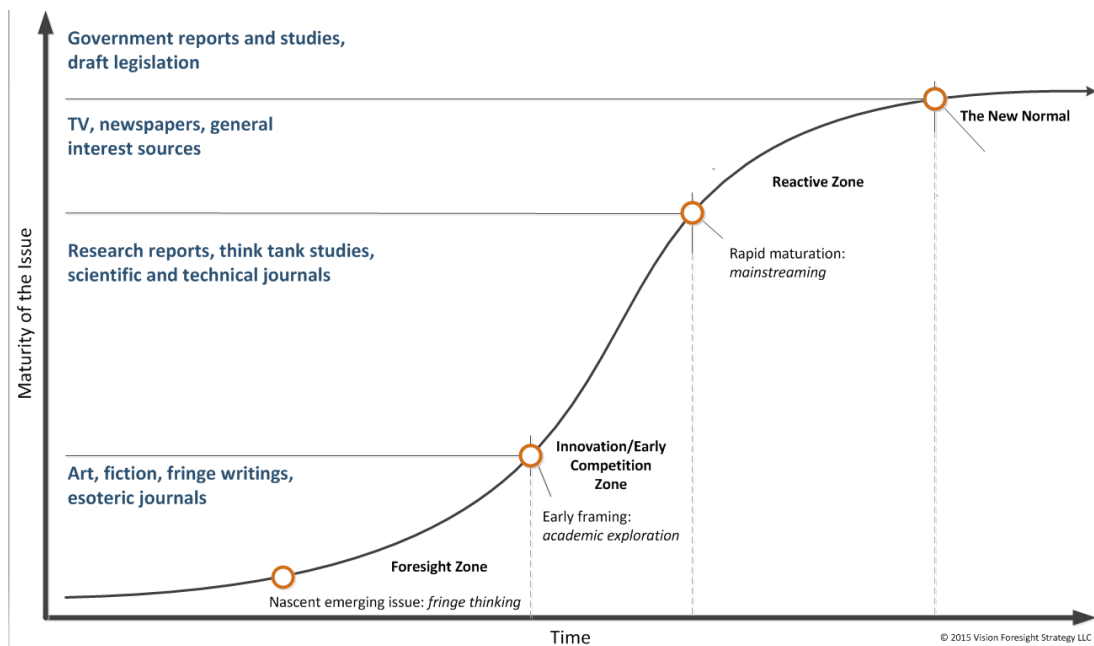 Government reports and studies,
draft legislation
TV, newspapers, general
interest sources
The New Normal
Reactive Zone
Research reports, think tank studies,
scientific and technical journals
Rapid maturation:
mainstreaming
Maturity of the Issue
Innovation/Early
Competition
Zone
Art, fiction, fringe writings,
esoteric journals
Early framing:
academic exploration
Foresight Zone
Nascent emerging issue: fringe thinking
Time
© 2015 Vision Foresight Strategy LLC